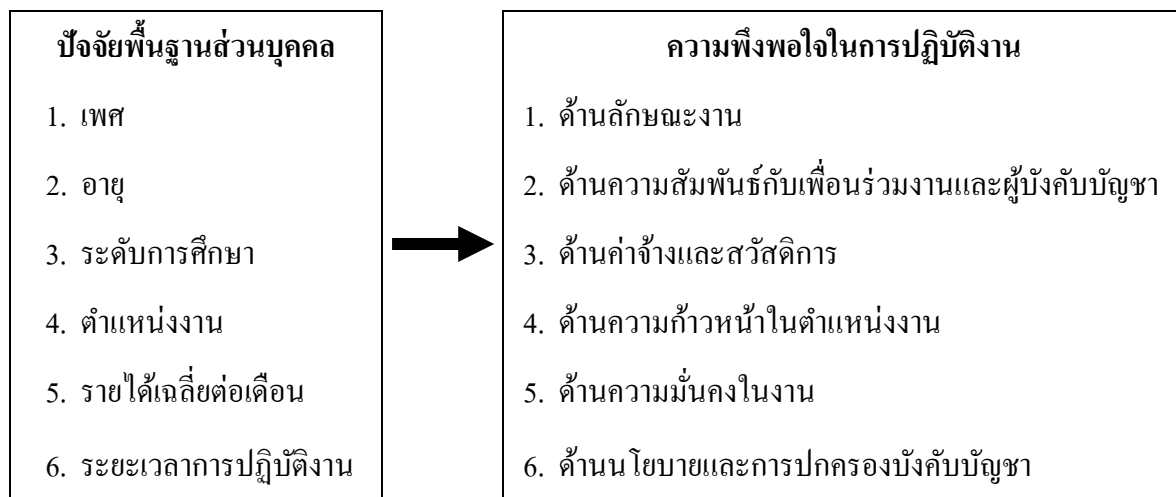 ปัจจัยพื้นฐานส่วนบุคคล
1. เพศ
2. อายุ
3. ระดับการศึกษา
4. ตำแหน่งงาน
5. รายได้เฉลี่ยต่อเดือน
6. ระยะเวลาการปฏิบัติงาน
ความพึงพอใจในการปฏิบัติงาน
1. ด้านลักษณะงาน
2. ด้านความสัมพันธ์กับเพื่อนร่วมงานและผู้บังคับบัญชา
3. ด้านค่าจ้างและสวัสดิการ
4. ด้านความก้าวหน้าในตำแหน่งงาน
5. ด้านความมั่นคงในงาน
6. ด้านนโยบายและการปกครองบังคับบัญชา